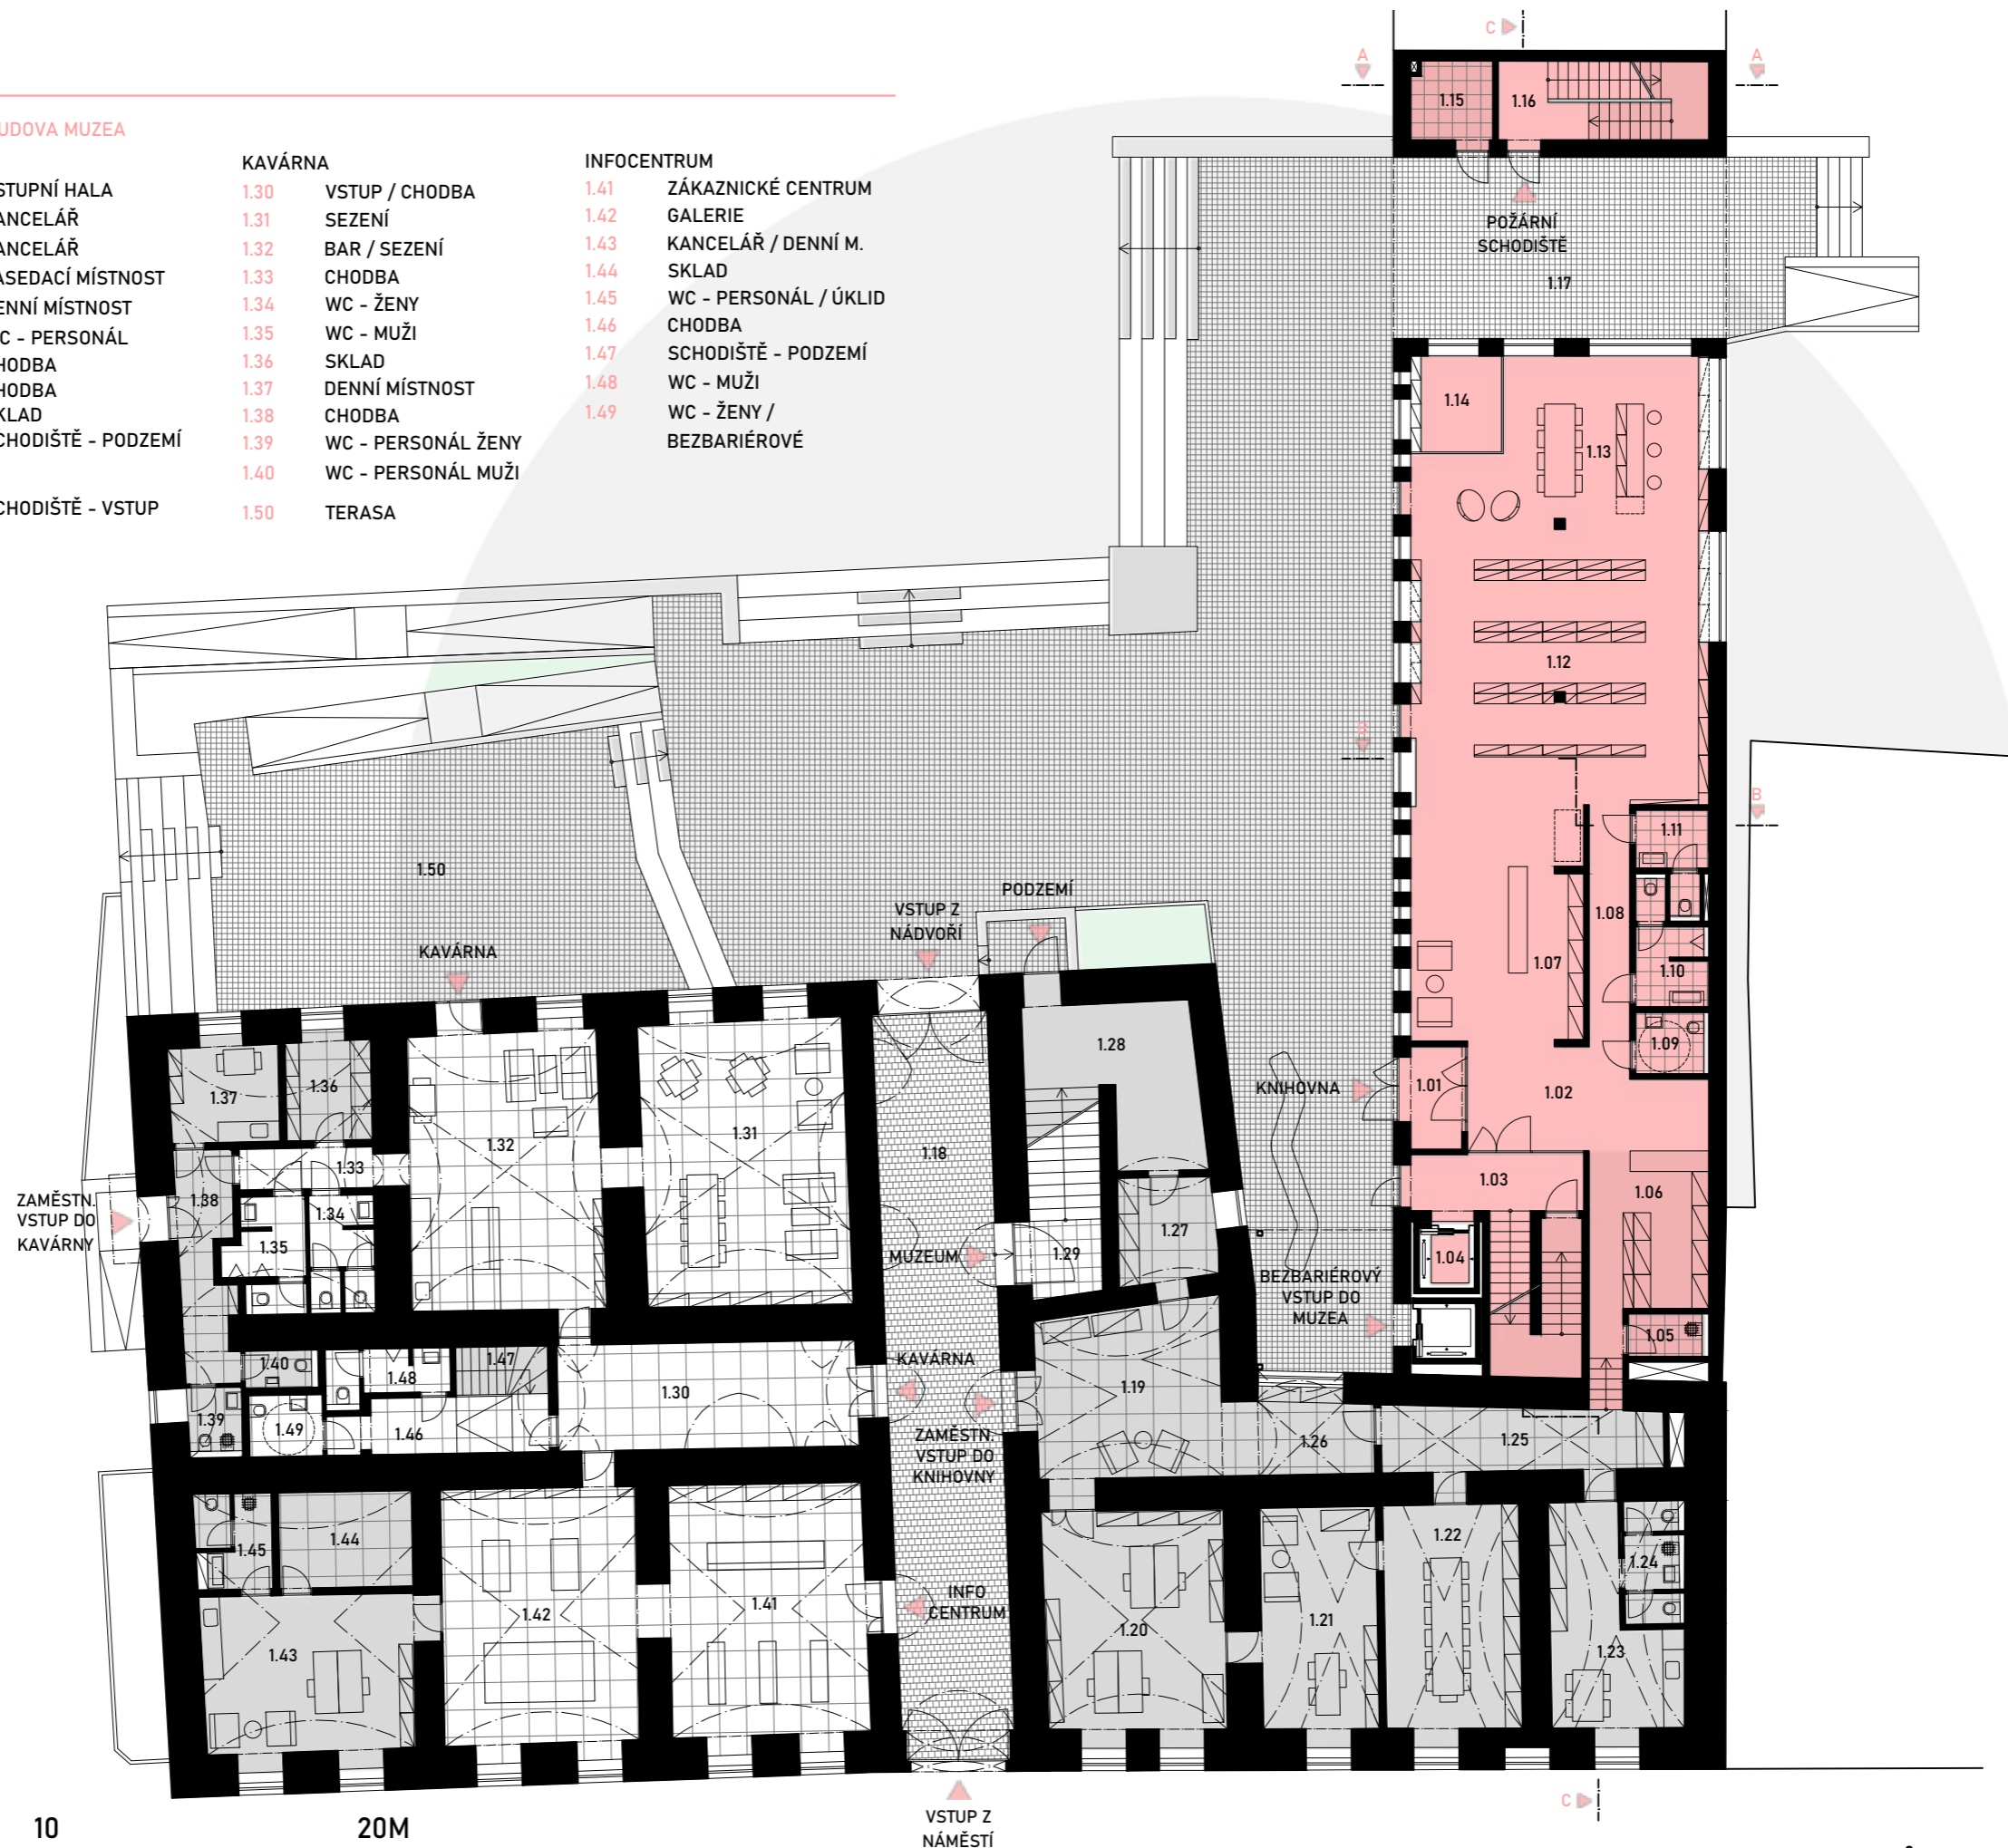 UDOVA MUZEA
STUPNÍ HALA
ANCELÁŘ
ANCELÁŘ
ASEDACÍ MÍSTNOST
ENNÍ MÍSTNOST
C - PERSONÁL
HODBA
HODBA
KLAD
CHODIŠTĚ - PODZEMÍ
CHODIŠTĚ - VSTUP
KAVÁRNA
1.30 VSTUP / CHODBA
1.31 SEZENÍ
1.32 BAR / SEZENÍ
1.33 CHODBA
1.34 WC - ŽENY
1.35 WC - MUŽI
1.36 SKLAD
1.37 DENNÍ MÍSTNOST
1.38 CHODBA
1.39 WC - PERSONÁL ŽENY
1.40 WC - PERSONÁL MUŽI
1.50 TERASA
INFOCENTRUM
1.41 ZÁKAZNICKÉ CENTRUM
1.42 GALERIE
1.43 KANCELÁŘ / DENNÍ M.
1.44 SKLAD
1.45 WC - PERSONÁL / ÚKLID
1.46 CHODBA
1.47 SCHODIŠTĚ - PODZEMÍ
1.48 WC - MUŽI
1.49 WC - ŽENY /
BEZBARIÉROVÉ
C
A
A
1.15
1.16
POŽÁRNÍ
SCHODIŠTĚ
1.17
1.14
1.13
1.12
B
1.11
1.08
1.07
1.10
1.09
1.50
PODZEMÍ
VSTUP Z
NÁDVOŘÍ
KAVÁRNA
1.28
KNIHOVNA
1.01
1.02
1.37
1.36
1.32
1.31
1.18
1.33
1.38
1.34
1.35
ZAMĚSTN.
VSTUP DO
KAVÁRNY
MUZEUM
1.29
1.27
1.03
1.06
1.04
BEZBARIÉROVÝ
VSTUP DO
MUZEA
1.05
1.40
1.48
1.47
1.30
KAVÁRNA
1.19
1.39
1.49
1.46
ZAMĚSTN.
VSTUP DO
KNIHOVNY
1.26
1.25
1.45
1.44
1.42
1.41
INFO
CENTRUM
1.43
1.20
1.21
1.22
1.23
1.24
C
10
20M
VSTUP Z
NÁMĚSTÍ